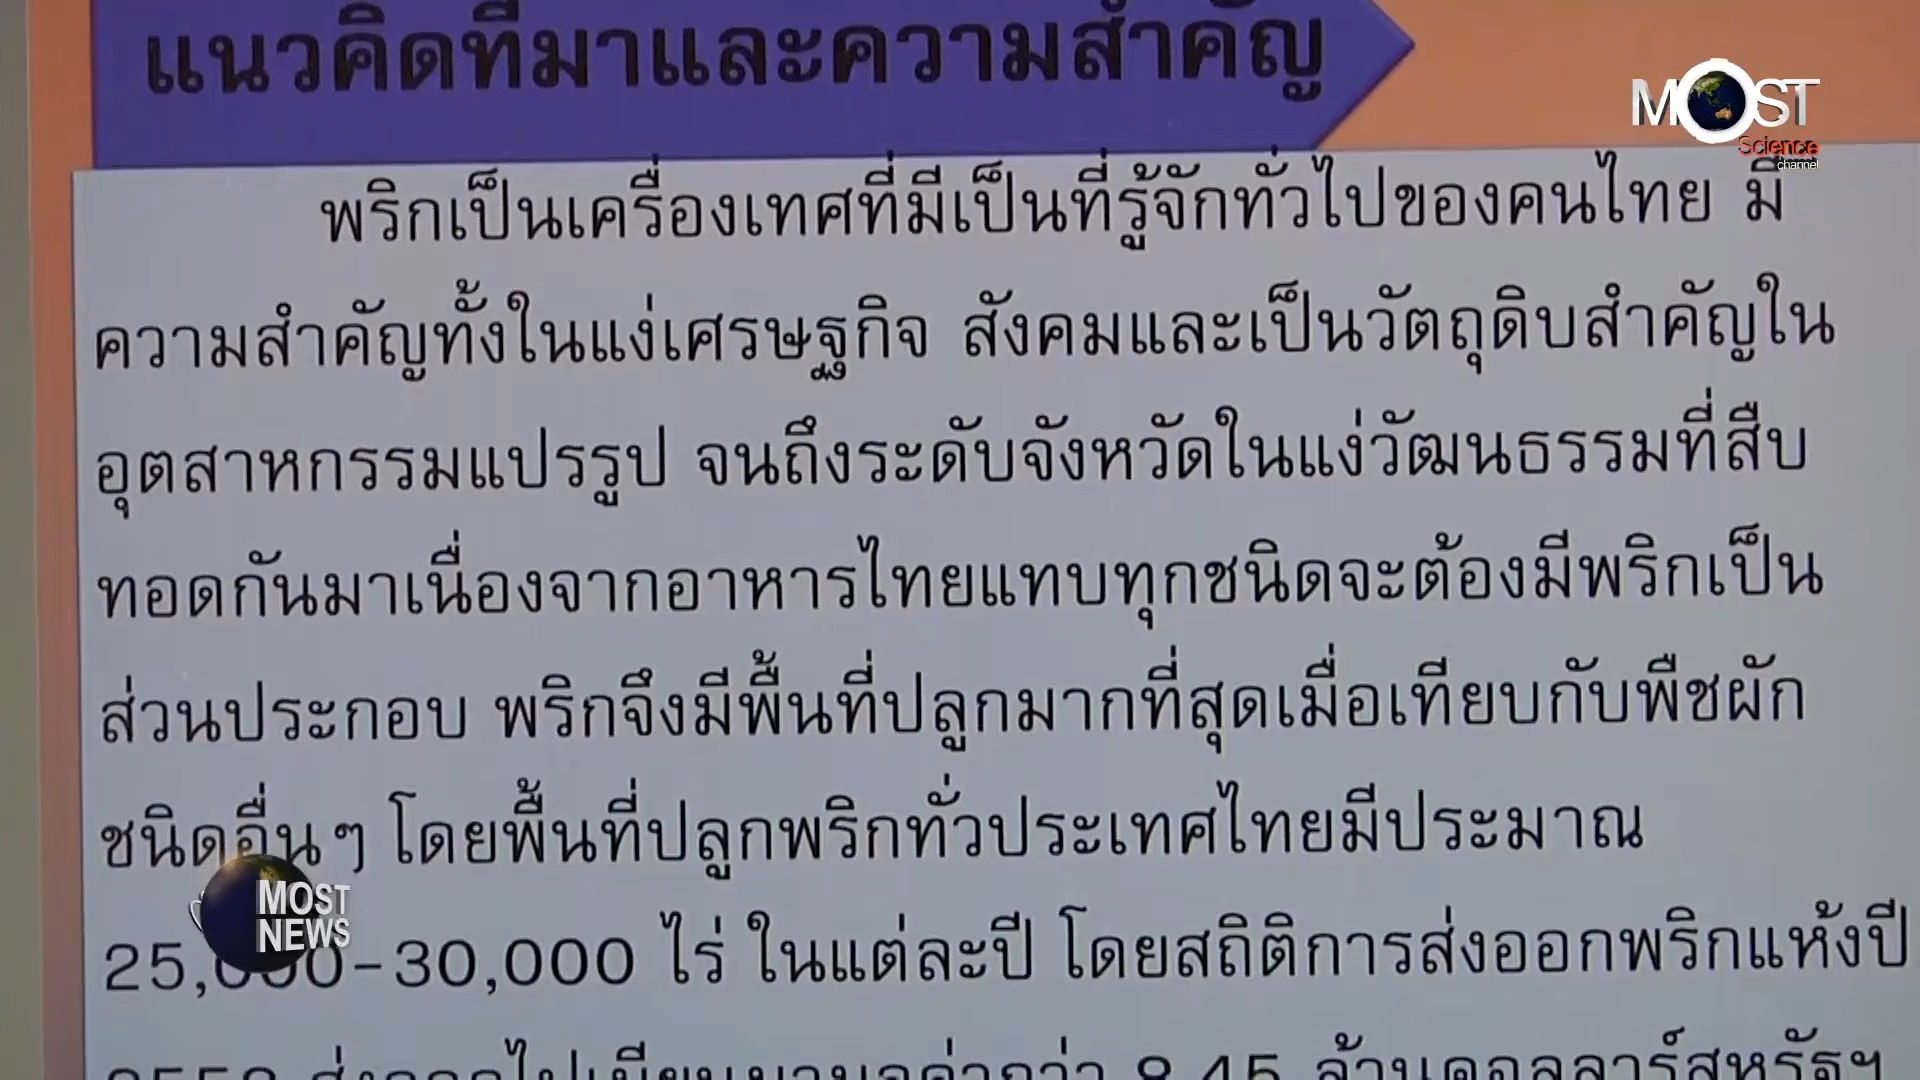 แนวคิดที่มาและความสำคัญ
MOST
Science
channel
พริกเป็นเครื่องเทศที่มีเป็นที่รู้จักทั่วไปของคนไทย มี
ความสำคัญทั้งในแง่เศรษฐกิจ สังคมและเป็นวัตถุดิบสำคัญใน
อุตสาหกรรมแปรรูป จนถึงระดับจังหวัดในแง่วัฒนธรรมที่สืบ
ทอดกันมาเนื่องจากอาหารไทยแทบทุกชนิดจะต้องมีพริกเป็น
ส่วนประกอบ พริกจึงมีพื้นที่ปลูกมากที่สุดเมื่อเทียบกับพืชผัก
ชนิดอื่นๆ โดยพื้นที่ปลูกพริกทั่วประเทศไทยมีประมาณ
25,000-30,000 ไร่ ในแต่ละปี โดยสถิติการส่งออกพริกแห้งปี
MOST
NEWS
ล้านดอลลาร์สหรัฐฯ